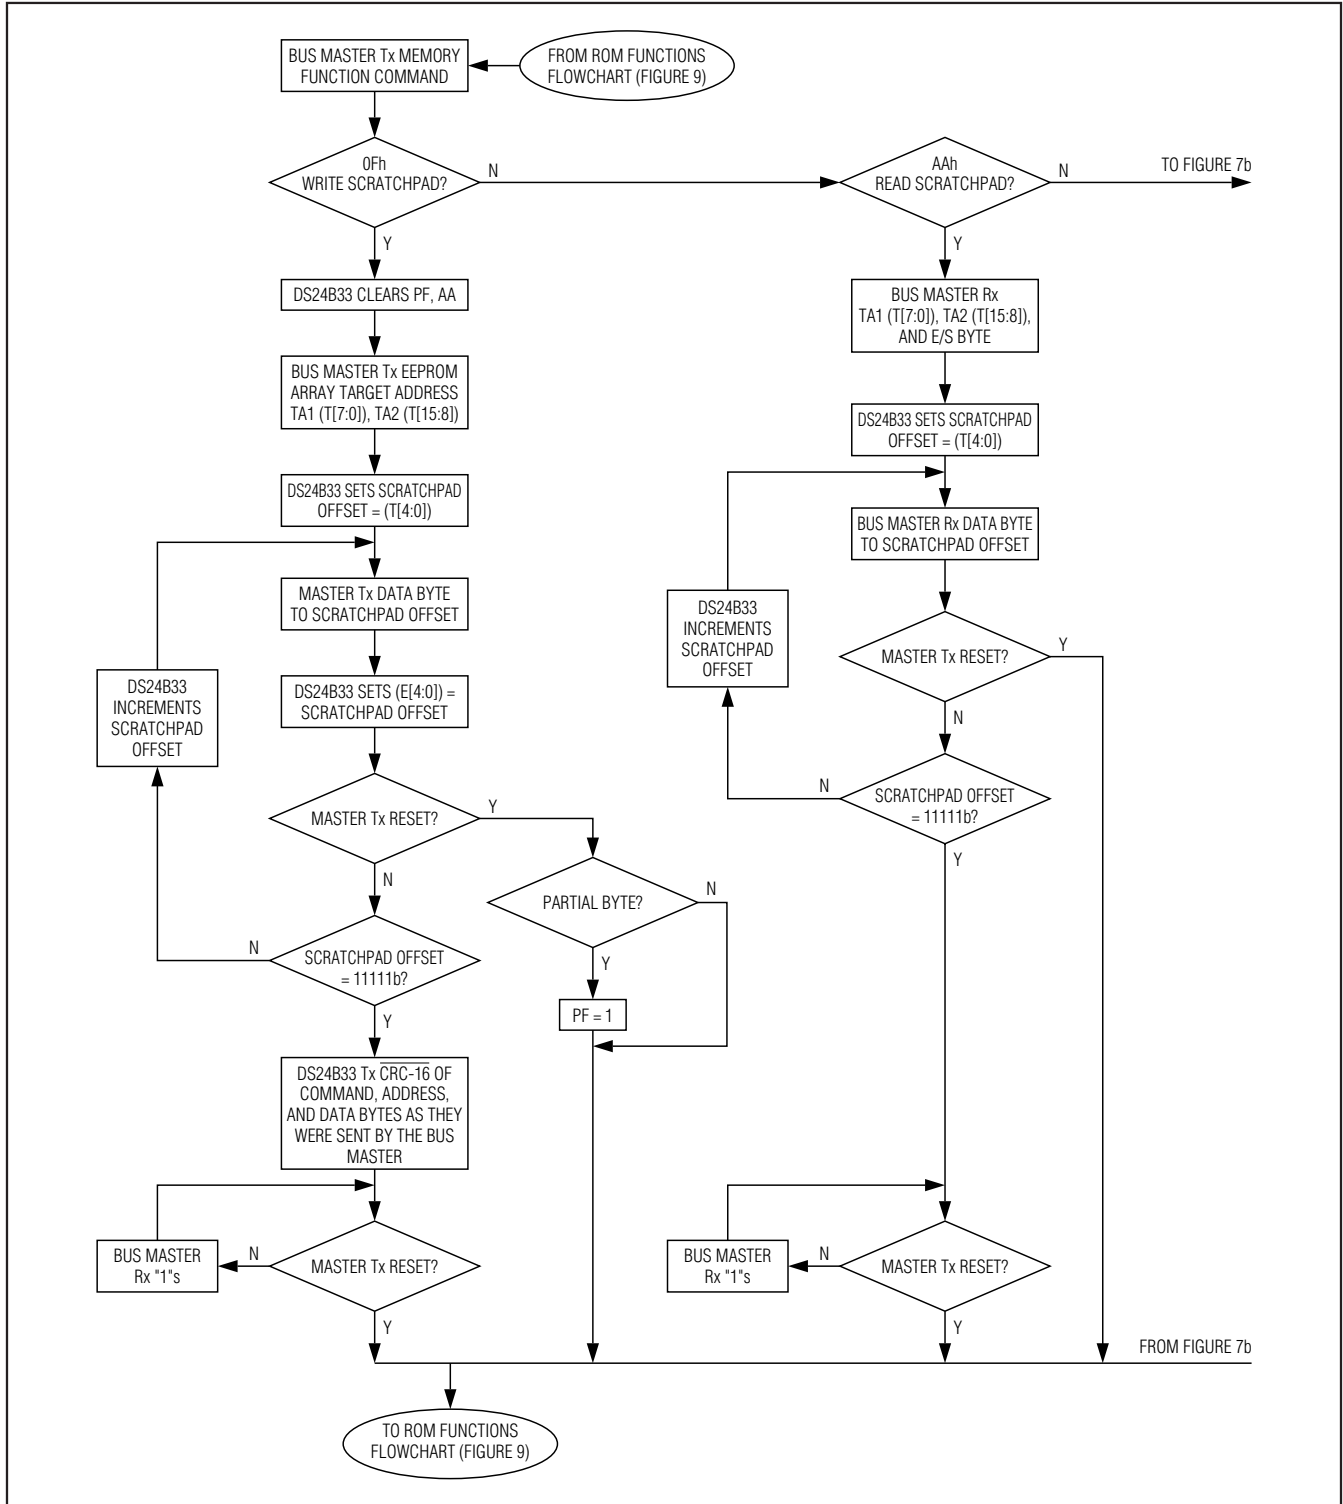 BUS MASTER Tx MEMORY
FUNCTION COMMAND
FROM ROM FUNCTIONS
FLOWCHART (FIGURE 9)
0Fh
WRITE SCRATCHPAD?
N
Y
AAh
READ SCRATCHPAD?
N
Y
TO FIGURE 7b
DS24B33 CLEARS PF, AA
BUS MASTER Tx EEPROM
ARRAY TARGET ADDRESS
TA1 (T[7:0]), TA2 (T[15:8])
DS24B33 SETS SCRATCHPAD
OFFSET = (T[4:0])
MASTER Tx DATA BYTE
TO SCRATCHPAD OFFSET
DS24B33 SETS (E[4:0]) =
SCRATCHPAD OFFSET
DS24B33
INCREMENTS
SCRATCHPAD
OFFSET
MASTER Tx RESET?
Y
N
PARTIAL BYTE?
N
Y
PF = 1
SCRATCHPAD OFFSET
= 11111b?
N
Y
DS24B33 Tx CRC-16 OF
COMMAND, ADDRESS,
AND DATA BYTES AS THEY
WERE SENT BY THE BUS
MASTER
MASTER Tx RESET?
N
Y
BUS MASTER
Rx "1"s
BUS MASTER Rx
TA1 (T[7:0]), TA2 (T[15:8]),
AND E/S BYTE
DS24B33 SETS SCRATCHPAD
OFFSET = (T[4:0])
BUS MASTER Rx DATA BYTE
TO SCRATCHPAD OFFSET
DS24B33
INCREMENTS
SCRATCHPAD
OFFSET
MASTER Tx RESET?
Y
N
SCRATCHPAD OFFSET
= 11111b?
N
Y
MASTER Tx RESET?
N
Y
BUS MASTER
Rx "1"s
FROM FIGURE 7b
TO ROM FUNCTIONS
FLOWCHART (FIGURE 9)